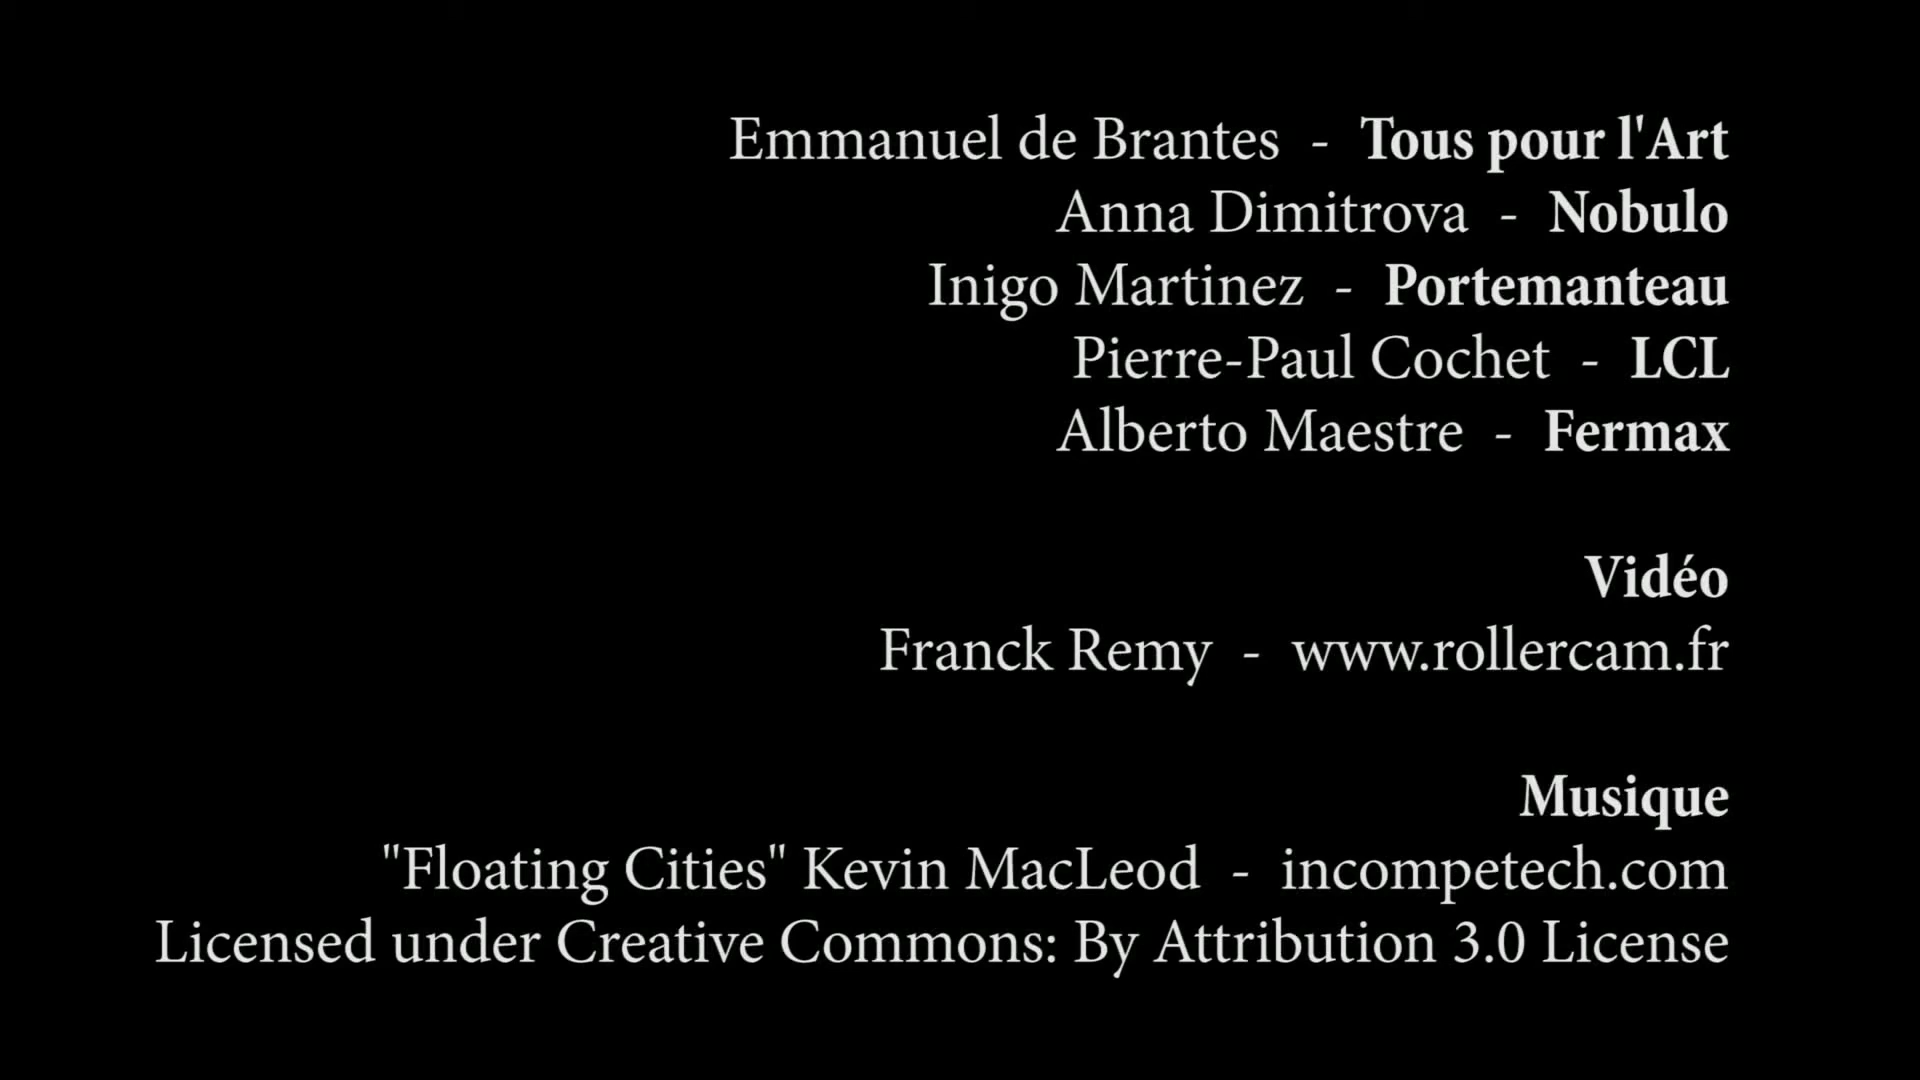 Emmanuel de Brantes - Tous pour l'Art
Anna Dimitrova - Nobulo
Inigo Martinez - Portemanteau
Pierre-Paul Cochet - LCL
Alberto Maestre - Fermax
Vidéo
Franck Remy - www.rollercam.fr
Musique
"Floating Cities" Kevin MacLeod - incompetech.com
Licensed under Creative Commons: By Attribution 3.0 License